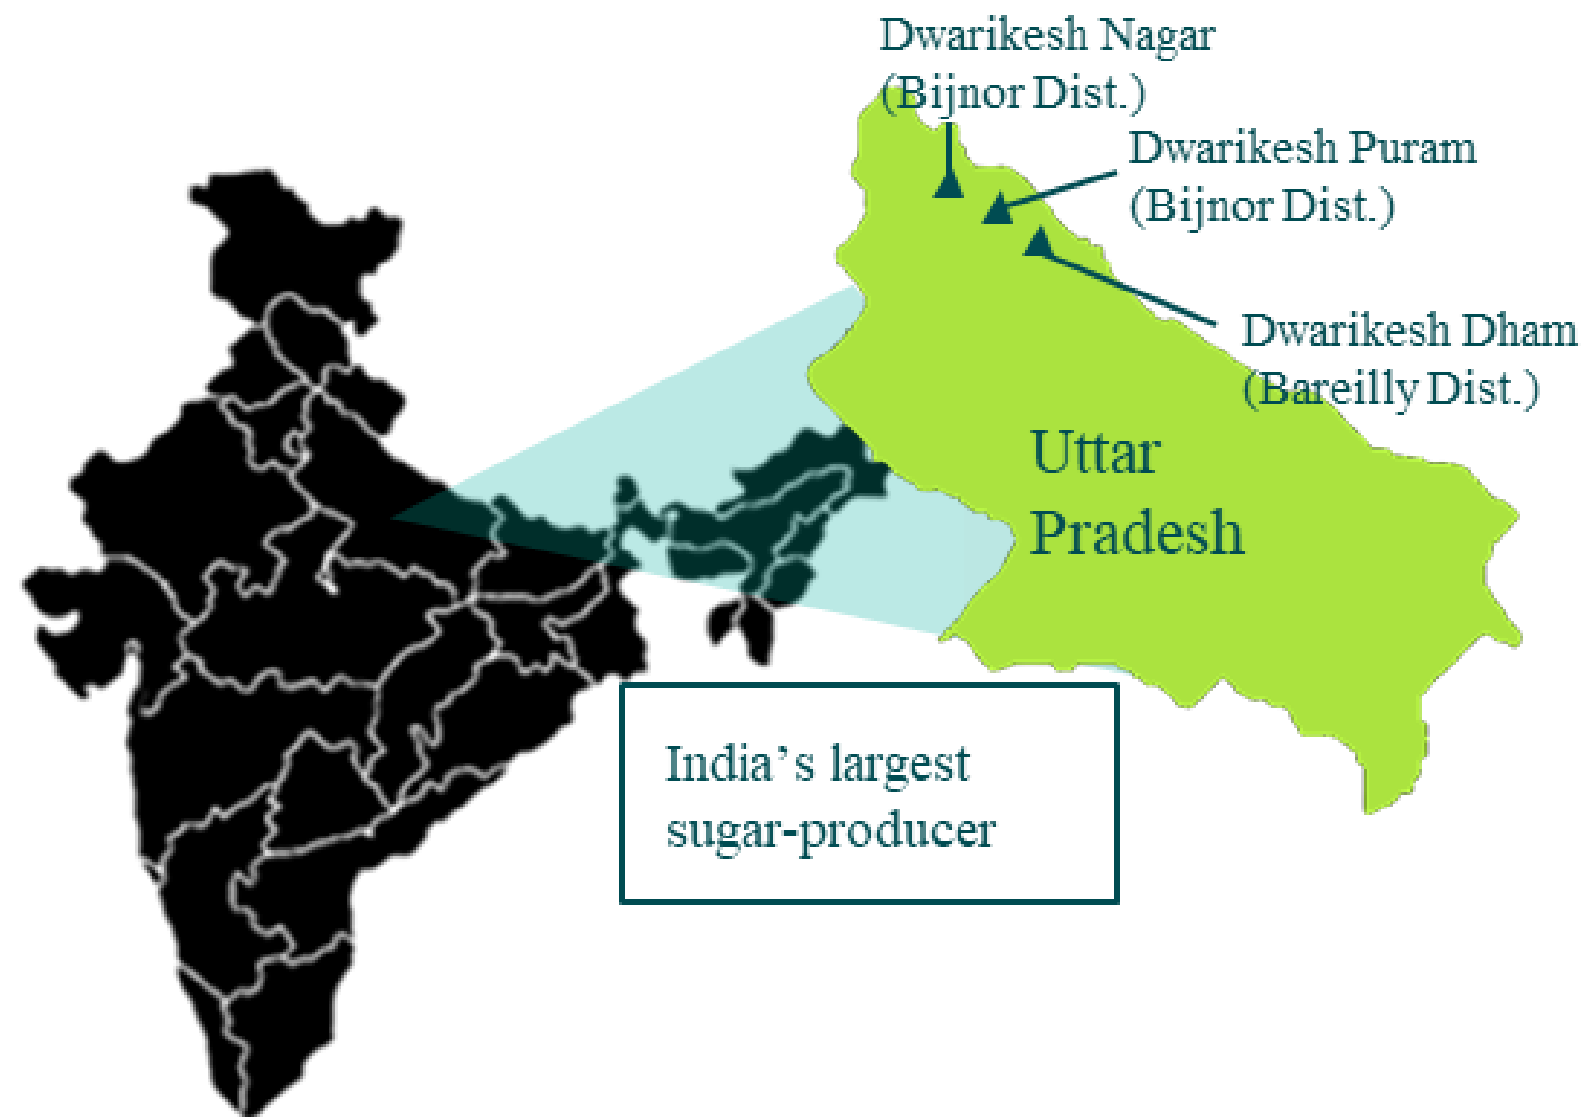 Dwarikesh Nagar
(Bijnor Dist.)
Dwarikesh Puram
(Bijnor Dist.)
Dwarikesh Dham
(Bareilly Dist.)
Uttar
Pradesh
India’s largest
sugar-producer